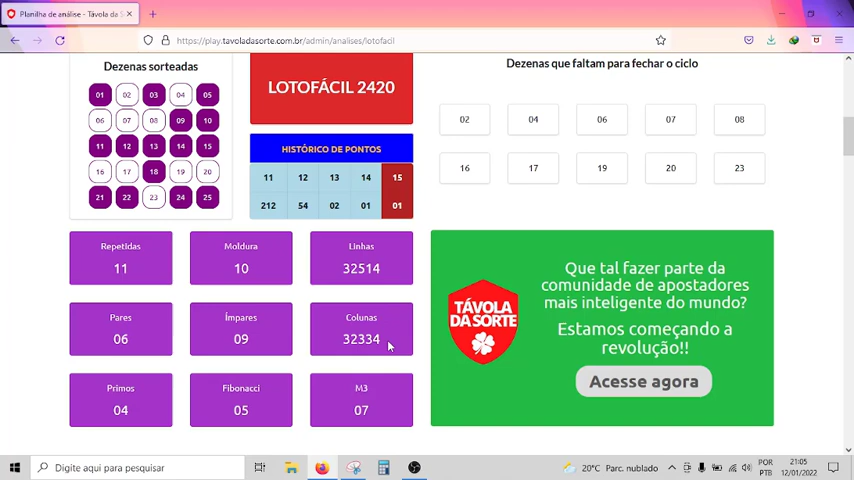 Planilha de análise - Távola da S
https://play.tavoladasorte.com.br/admin/analises/lotofacil
Dezenas sorteadas
01 02 03 04 05
06 07 08 09 10
11 12 13 14 15
16 17 18 19 20
21 22 23 24 25
LOTOFÁCIL 2420
HISTÓRICO DE PONTOS
11 12 13 14 15
212 54 02 01 01
Dezenas que faltam para fechar o ciclo
02 04 06 07 08
16 17 19 20 23
Repetidas
11
Moldura
10
Linhas
32514
Pares
06
Ímpares
09
Colunas
32334
Primos
04
Fibonacci
05
M3
07
TÁVOLA
DA SORTE
Que tal fazer parte da
comunidade de apostadores
mais inteligente do mundo?
Estamos começando a
revolução!!
Acesse agora
Digite aqui para pesquisar
20°C Parc. nublado
POR
PTB
21:05
12/01/2022